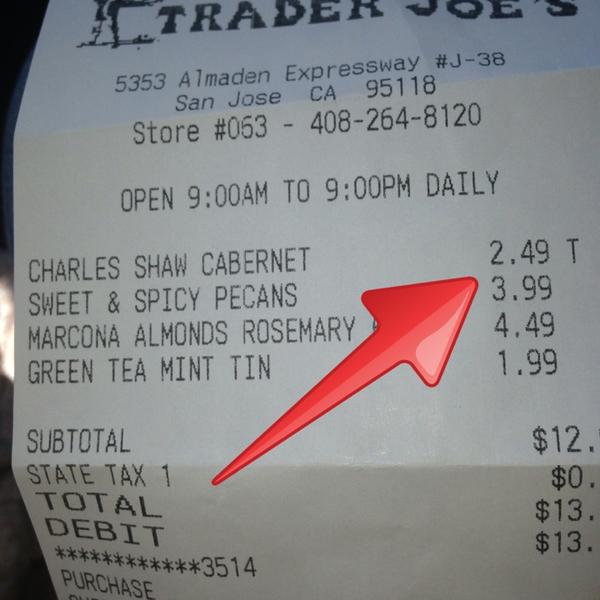 TRADER JOE'S
5353 Almaden Expressway #J-38
San Jose CA 95118
Store #063 - 408-264-8120
OPEN 9:00AM TO 9:00PM DAILY
CHARLES SHAW CABERNET 2.49 T
SWEET & SPICY PECANS 3.99
MARCONA ALMONDS ROSEMARY 4.49
GREEN TEA MINT TIN 1.99
SUBTOTAL $12.
STATE TAX 1 $0.
TOTAL $13.
DEBIT $13.
************3514
PURCHASE